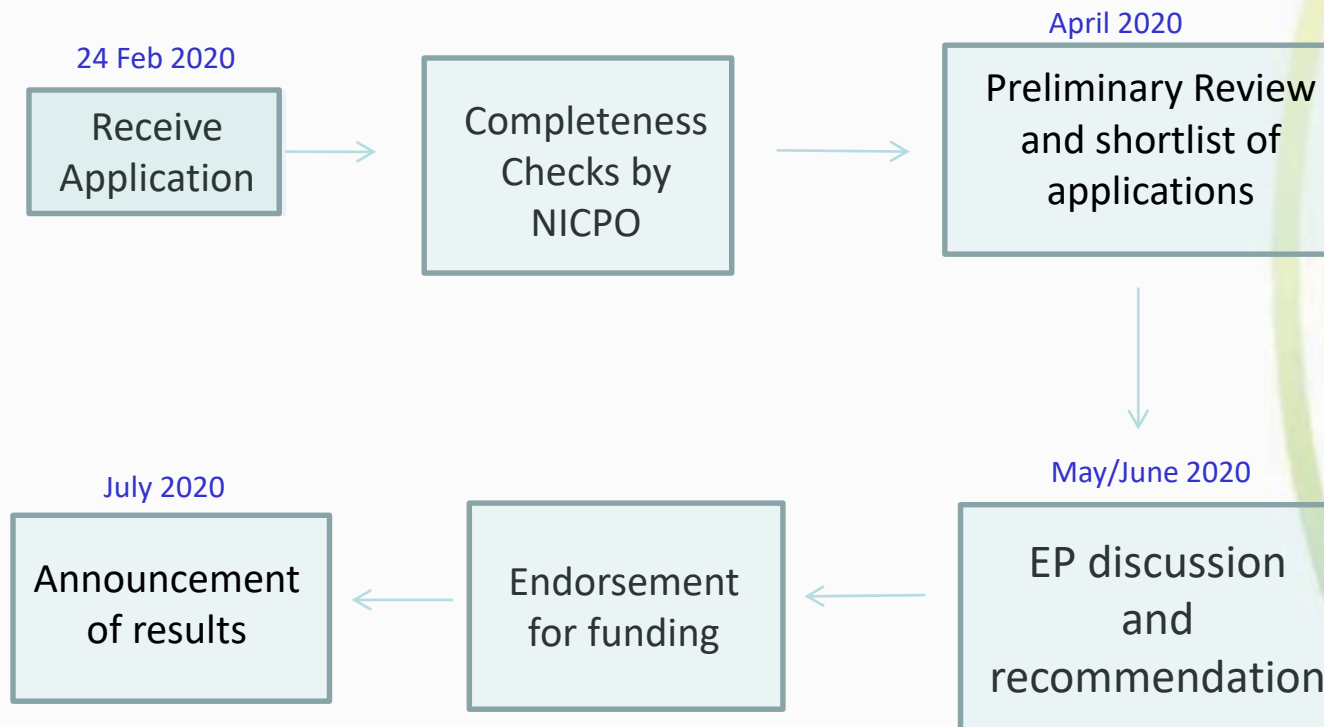 24 Feb 2020
Receive
Application
Completeness
Checks by
NICPO
April 2020
Preliminary Review
and shortlist of
applications
May/June 2020
EP discussion
and
recommendation
Endorsement
for funding
July 2020
Announcement
of results